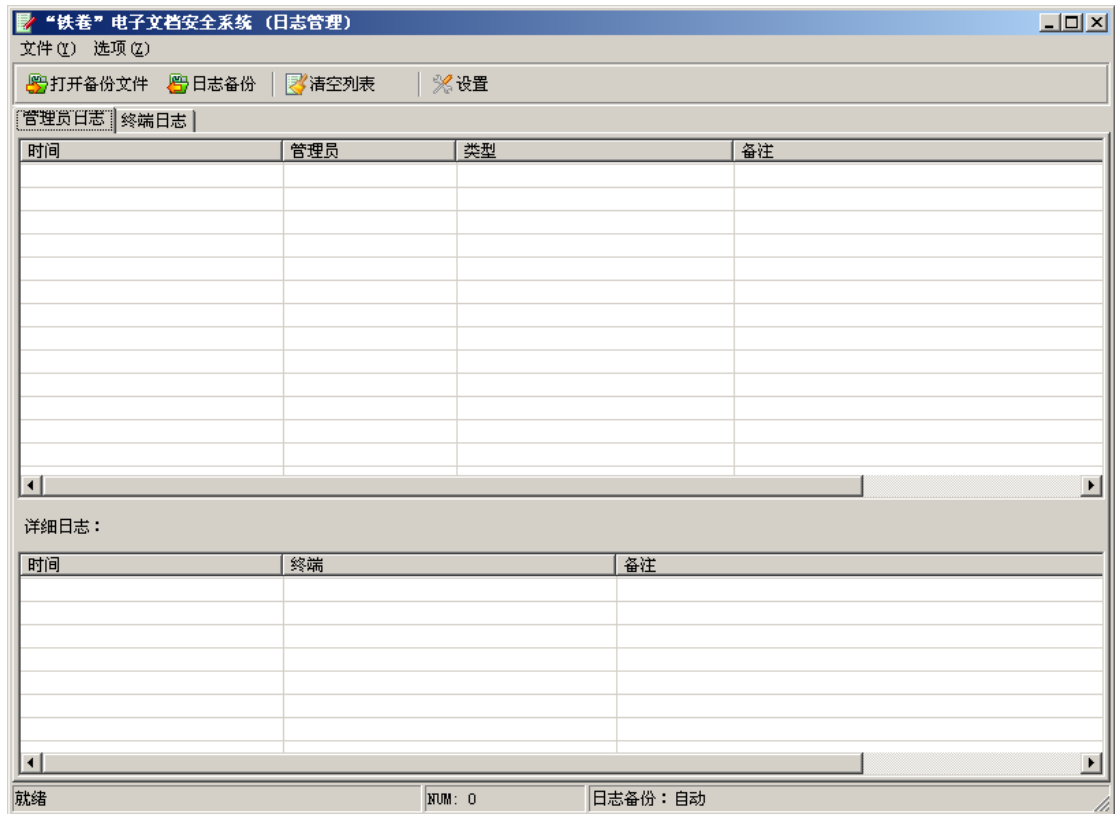 “铁卷”电子文档安全系统（日志管理）
文件(Y) 选项(Z)
打开备份文件 日志备份 清空列表 设置
管理员日志 终端日志
时间 管理员 类型 备注
详细日志：
时间 终端 备注
就绪 NUM: 0 日志备份：自动